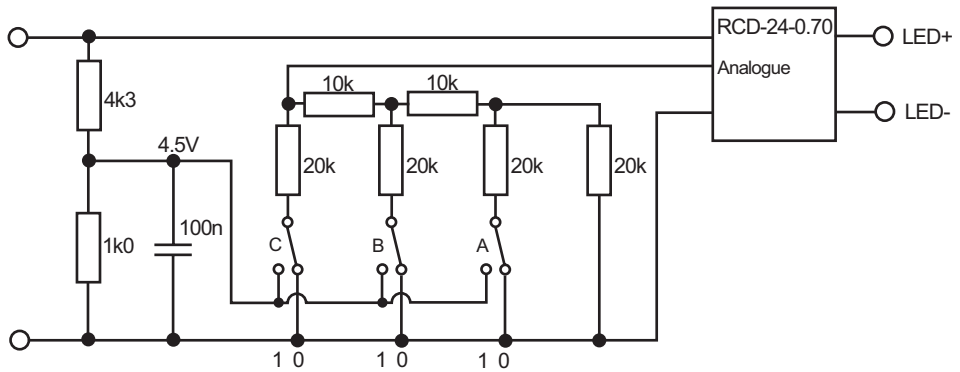 RCD-24-0.70
LED+
Analogue
10k
10k
4k3
LED-
4.5V
20k
20k
20k
20k
1k0
100n
C
B
A
1 0
1 0
1 0